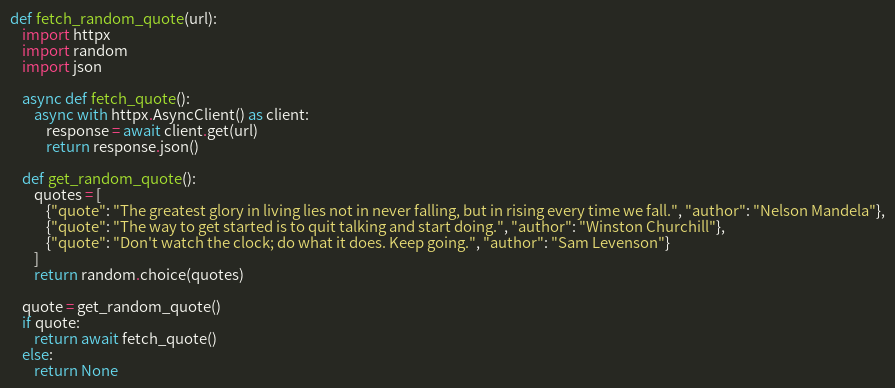 def fetch_random_quote(url):
    import httpx
    import random
    import json

    async def fetch_quote():
        async with httpx.AsyncClient() as client:
            response = await client.get(url)
            return response.json()

    def get_random_quote():
        quotes = [
            {"quote": "The greatest glory in living lies not in never falling, but in rising every time we fall.", "author": "Nelson Mandela"},
            {"quote": "The way to get started is to quit talking and start doing.", "author": "Winston Churchill"},
            {"quote": "Don't watch the clock; do what it does. Keep going.", "author": "Sam Levenson"}
        ]
        return random.choice(quotes)

    quote = get_random_quote()
    if quote:
        return await fetch_quote()
    else:
        return None